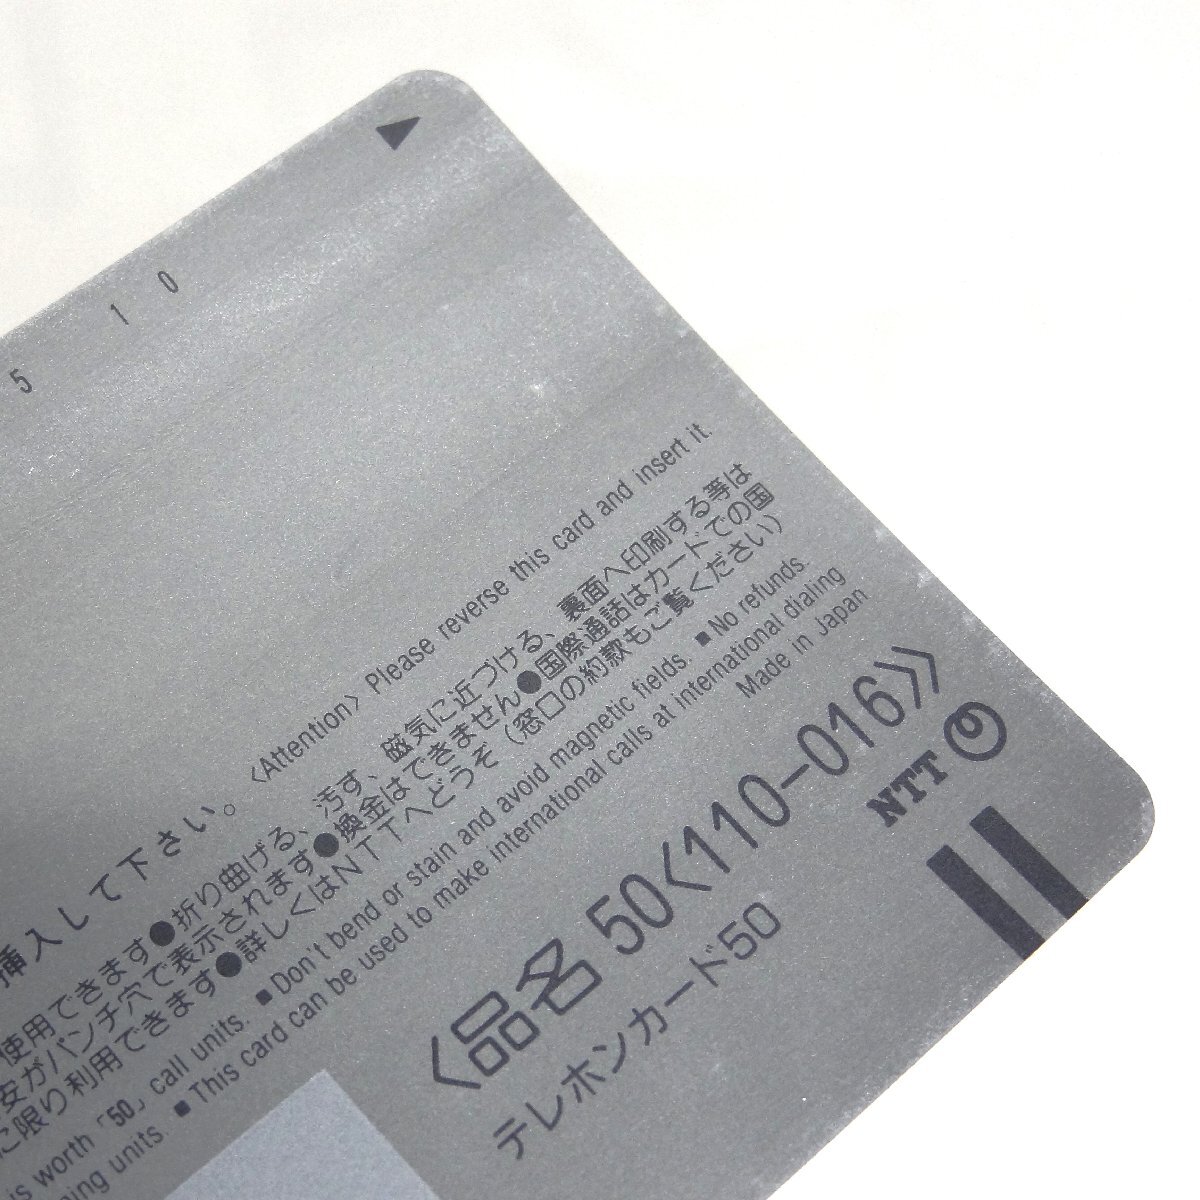 5 10
挿入して下さい。 〈Attention〉 Please reverse this card and insert it.
使用できます●折り曲げる、汚す、磁気に近づける、裏面へ印刷する等は
安がパンチ穴で表示されます●換金はできません●国際通話はカードでの国
に限り利用できます●詳しくはNTTへどうぞ（窓口の約款もご覧ください）
is worth「50」call units. ■Don't bend or stain and avoid magnetic fields. ■No refunds.
ning units. ■This card can be used to make international calls at international dialing
Made in Japan
〈品名 50〈110-016〉〉
テレホンカード50
NTT